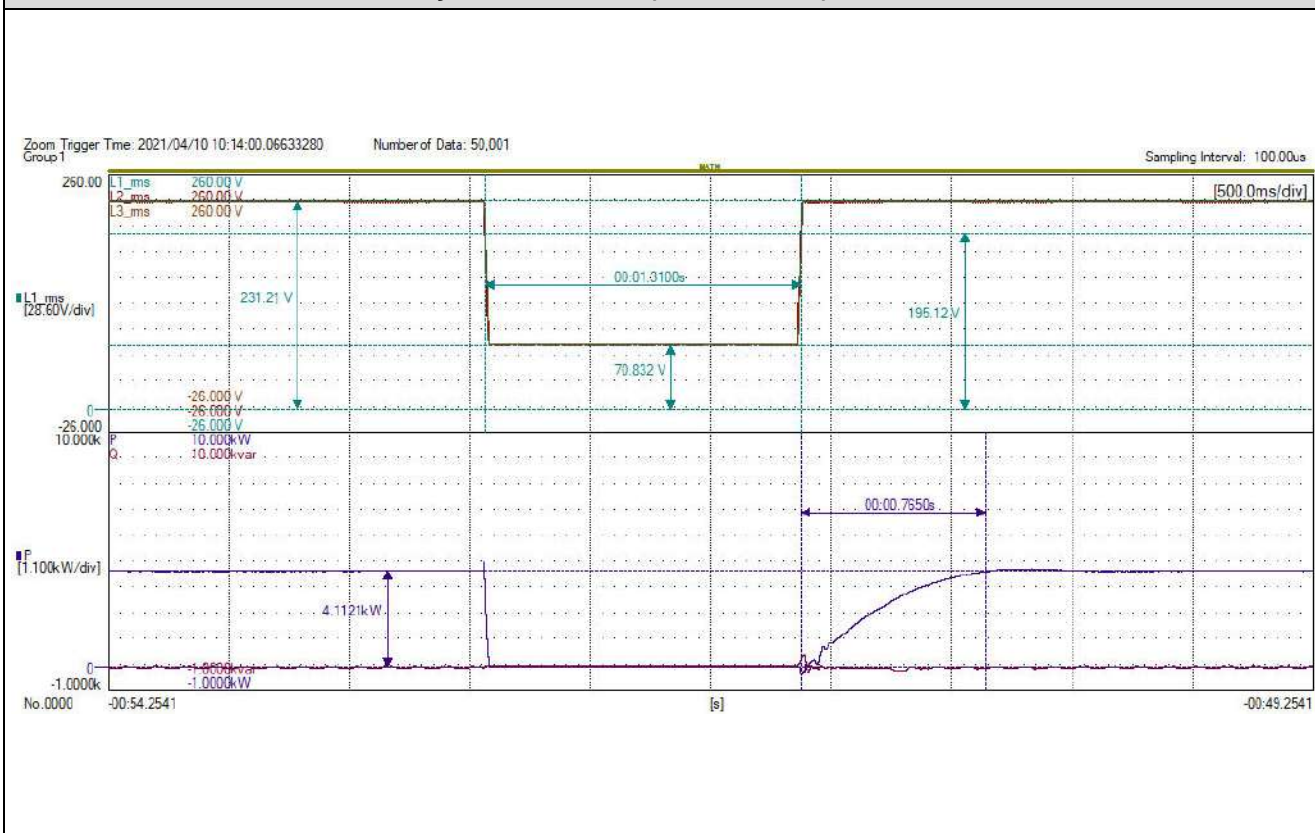 Zoom Trigger Time: 2021/04/10 10:14:00.06633280 Number of Data: 50,001
Group1 Sampling Interval: 100.00us
MATH
260.00 L1_rms 260.00 V [500.0ms/div]
L2_rms 260.00 V
L3_rms 260.00 V
00:01.3100s
L1_rms 231.21 V
[28.60V/div]
195.12 V
70.832 V
-26.000 V
0 -26.000 V
-26.000 -26.000 V
10.000k P 10.000kW
Q 10.000kvar
00:00.7650s
P
[1.100kW/div]
4.1121kW
0 -1.0000kvar
-1.0000k -1.0000kW
No.0000 -00:54.2541 [s] -00:49.2541